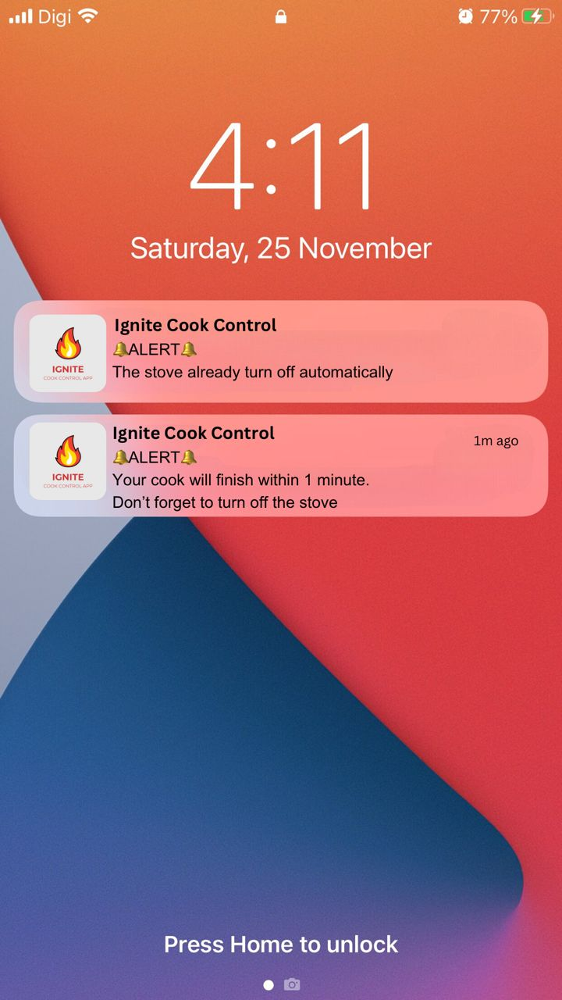 Digi 77%
4:11
Saturday, 25 November
Ignite Cook Control
🔔ALERT🔔
The stove already turn off automatically
IGNITE
COOK CONTROL APP
Ignite Cook Control
1m ago
🔔ALERT🔔
Your cook will finish within 1 minute.
Don’t forget to turn off the stove
IGNITE
COOK CONTROL APP
Press Home to unlock